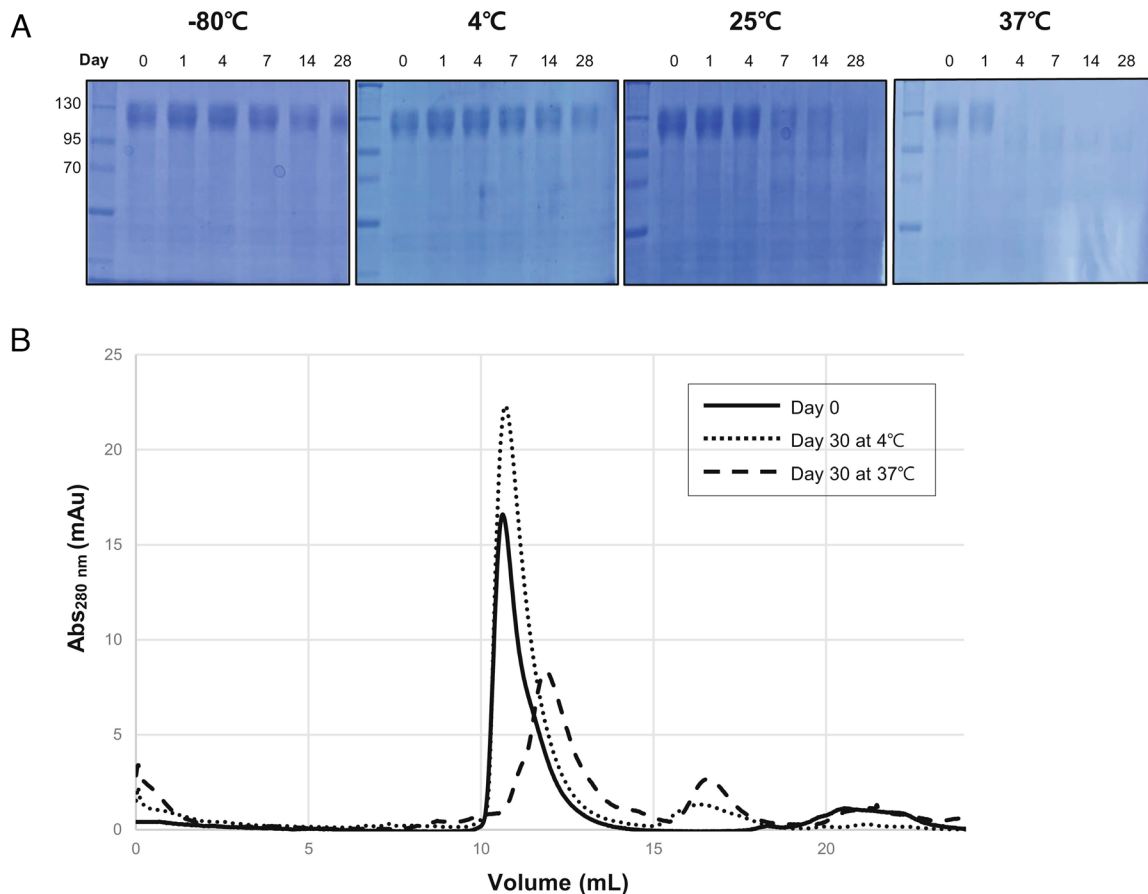 A
-80℃ 4℃ 25℃ 37℃
Day 0 1 4 7 14 28 0 1 4 7 14 28 0 1 4 7 14 28 0 1 4 7 14 28
130
95
70
B
25
20
15
10
5
0
Abs280 nm (mAu)
Day 0
Day 30 at 4℃
Day 30 at 37℃
0 5 10 15 20
Volume (mL)